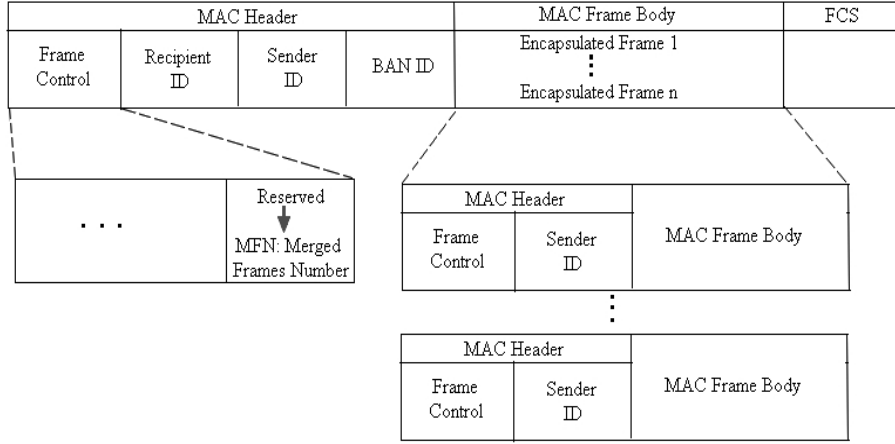 MAC Header
MAC Frame Body
FCS
Frame
Control
Recipient
ID
Sender
ID
BAN ID
Encapsulated Frame 1
Encapsulated Frame n
. . .
Reserved
MFN: Merged
Frames Number
MAC Header
Frame
Control
Sender
ID
MAC Frame Body
MAC Header
Frame
Control
Sender
ID
MAC Frame Body